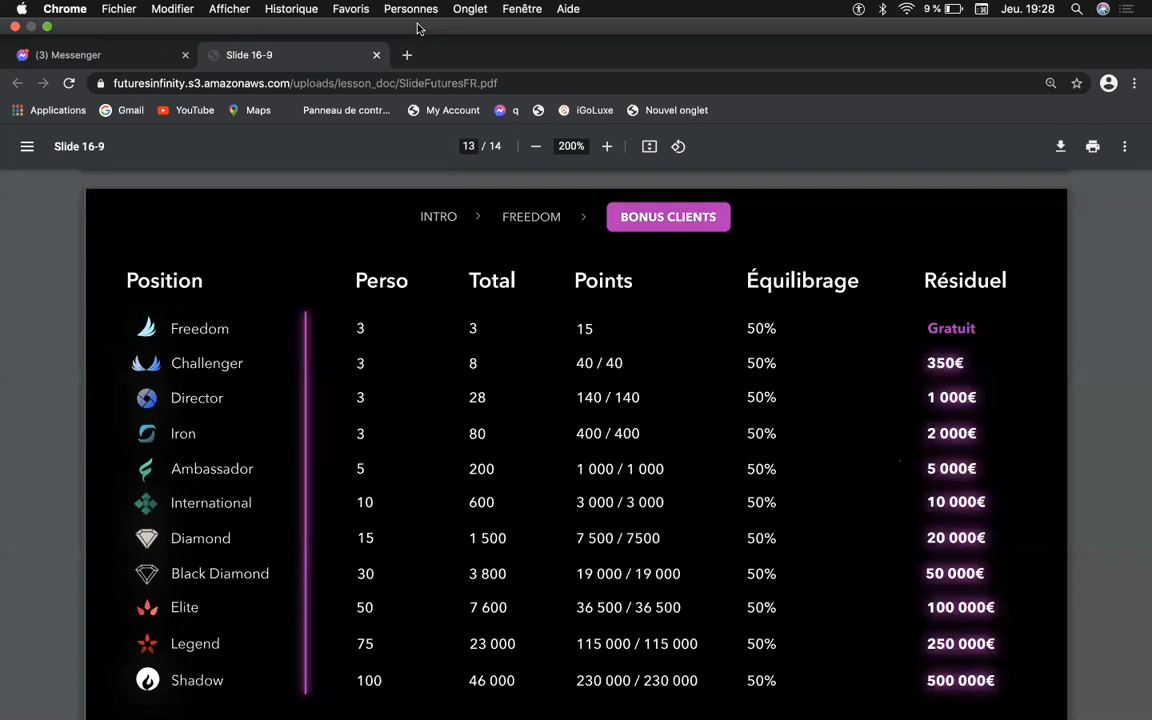 Chrome Fichier Modifier Afficher Historique Favoris Personnes Onglet Fenêtre Aide 9 % Jeu. 19:28
(3) Messenger Slide 16-9
futuresinfinity.s3.amazonaws.com/uploads/lesson_doc/SlideFuturesFR.pdf
Applications Gmail YouTube Maps Panneau de contr... My Account q iGoLuxe Nouvel onglet
Slide 16-9 13 / 14 200%
INTRO > FREEDOM > BONUS CLIENTS
Position Perso Total Points Équilibrage Résiduel
Freedom 3 3 15 50% Gratuit
Challenger 3 8 40 / 40 50% 350€
Director 3 28 140 / 140 50% 1 000€
Iron 3 80 400 / 400 50% 2 000€
Ambassador 5 200 1 000 / 1 000 50% 5 000€
International 10 600 3 000 / 3 000 50% 10 000€
Diamond 15 1 500 7 500 / 7500 50% 20 000€
Black Diamond 30 3 800 19 000 / 19 000 50% 50 000€
Elite 50 7 600 36 500 / 36 500 50% 100 000€
Legend 75 23 000 115 000 / 115 000 50% 250 000€
Shadow 100 46 000 230 000 / 230 000 50% 500 000€